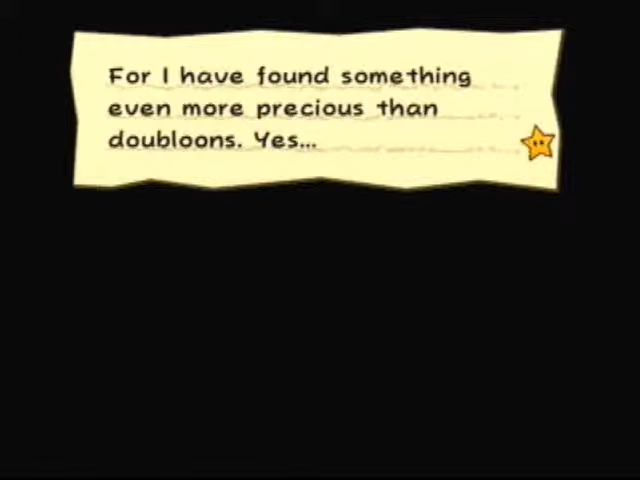 For I have found something
even more precious than
doubloons. Yes...